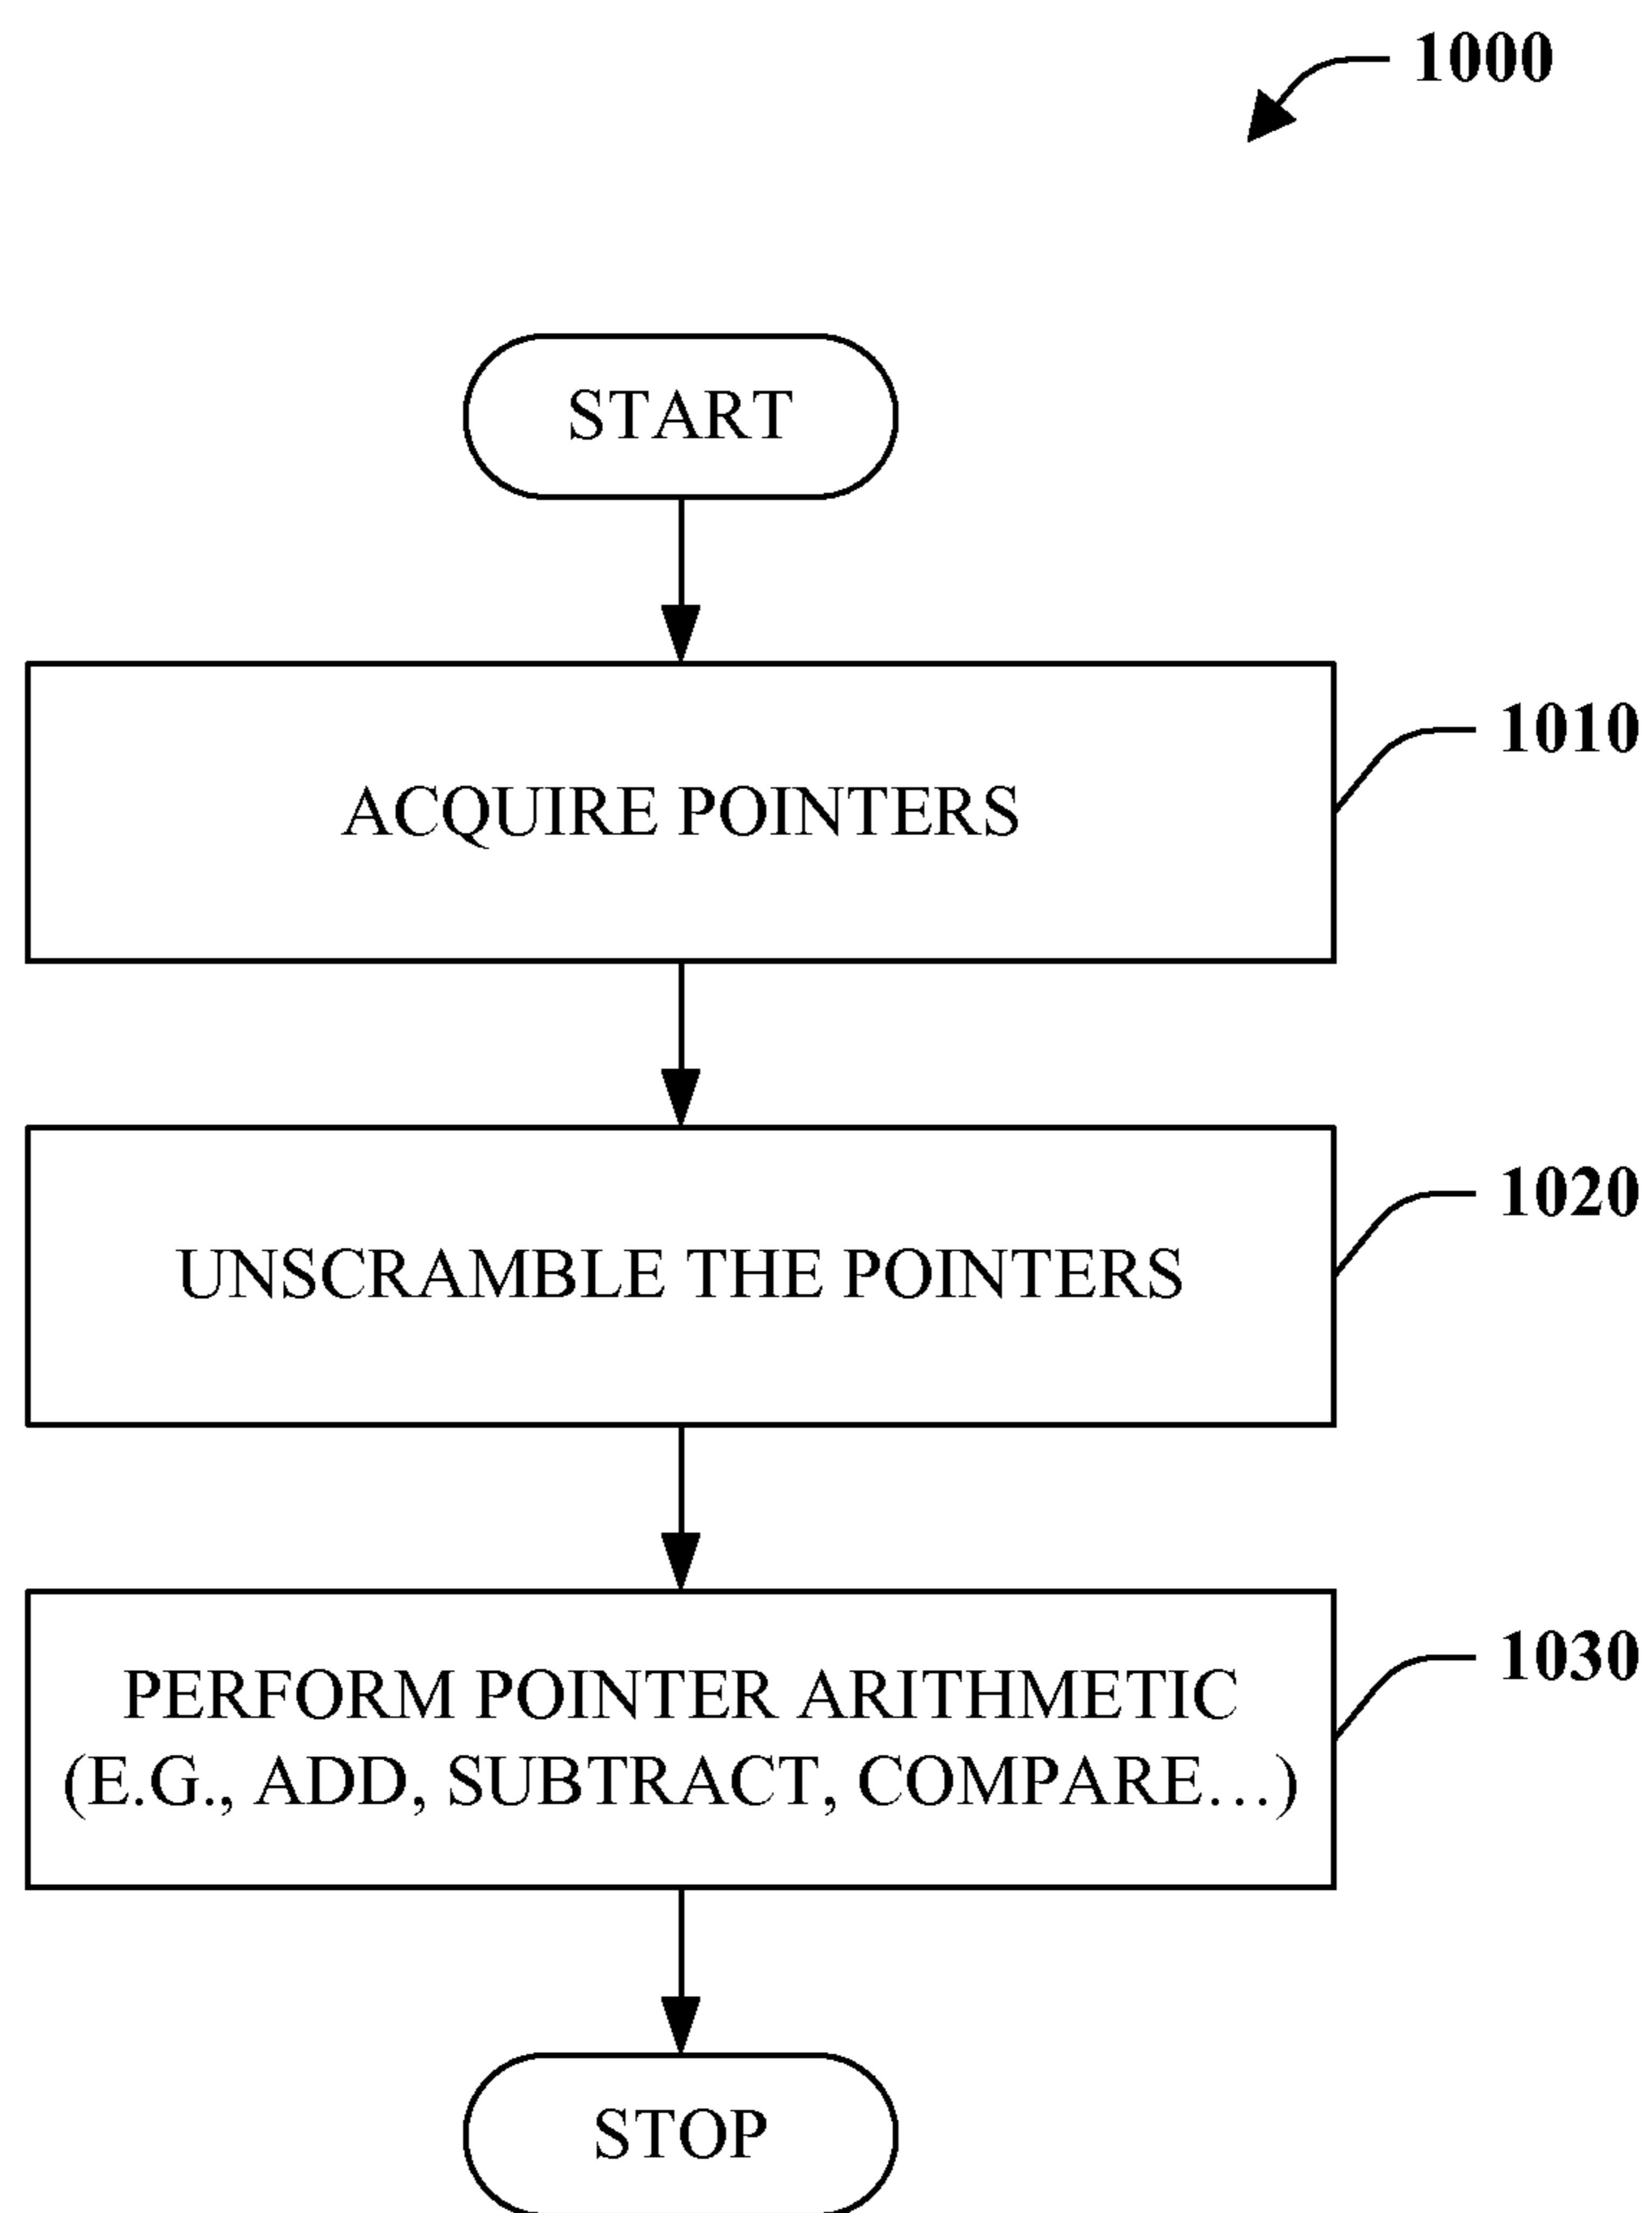 1000
START
1010
ACQUIRE POINTERS
1020
UNSCRAMBLE THE POINTERS
1030
PERFORM POINTER ARITHMETIC
(E.G., ADD, SUBTRACT, COMPARE…)
STOP